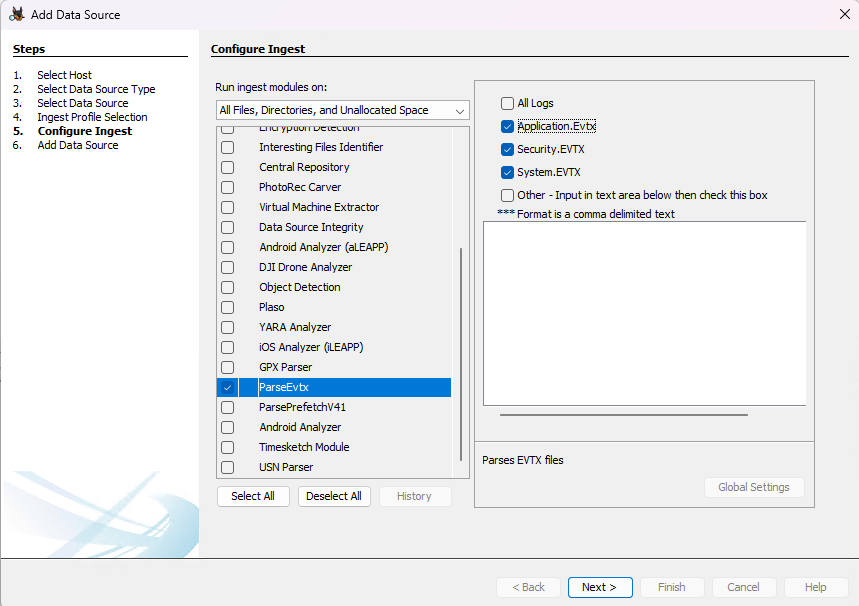 Add Data Source
Steps
1. Select Host
2. Select Data Source Type
3. Select Data Source
4. Ingest Profile Selection
5. Configure Ingest
6. Add Data Source
Configure Ingest
Run ingest modules on:
All Files, Directories, and Unallocated Space
Encryption Detection
Interesting Files Identifier
Central Repository
PhotoRec Carver
Virtual Machine Extractor
Data Source Integrity
Android Analyzer (aLEAPP)
DJI Drone Analyzer
Object Detection
Plaso
YARA Analyzer
iOS Analyzer (iLEAPP)
GPX Parser
ParseEvtx
ParsePrefetchV41
Android Analyzer
Timesketch Module
USN Parser
Select All
Deselect All
History
All Logs
Application.Evtx
Security.EVTX
System.EVTX
Other - Input in text area below then check this box
*** Format is a comma delimited text
Parses EVTX files
Global Settings
< Back
Next >
Finish
Cancel
Help